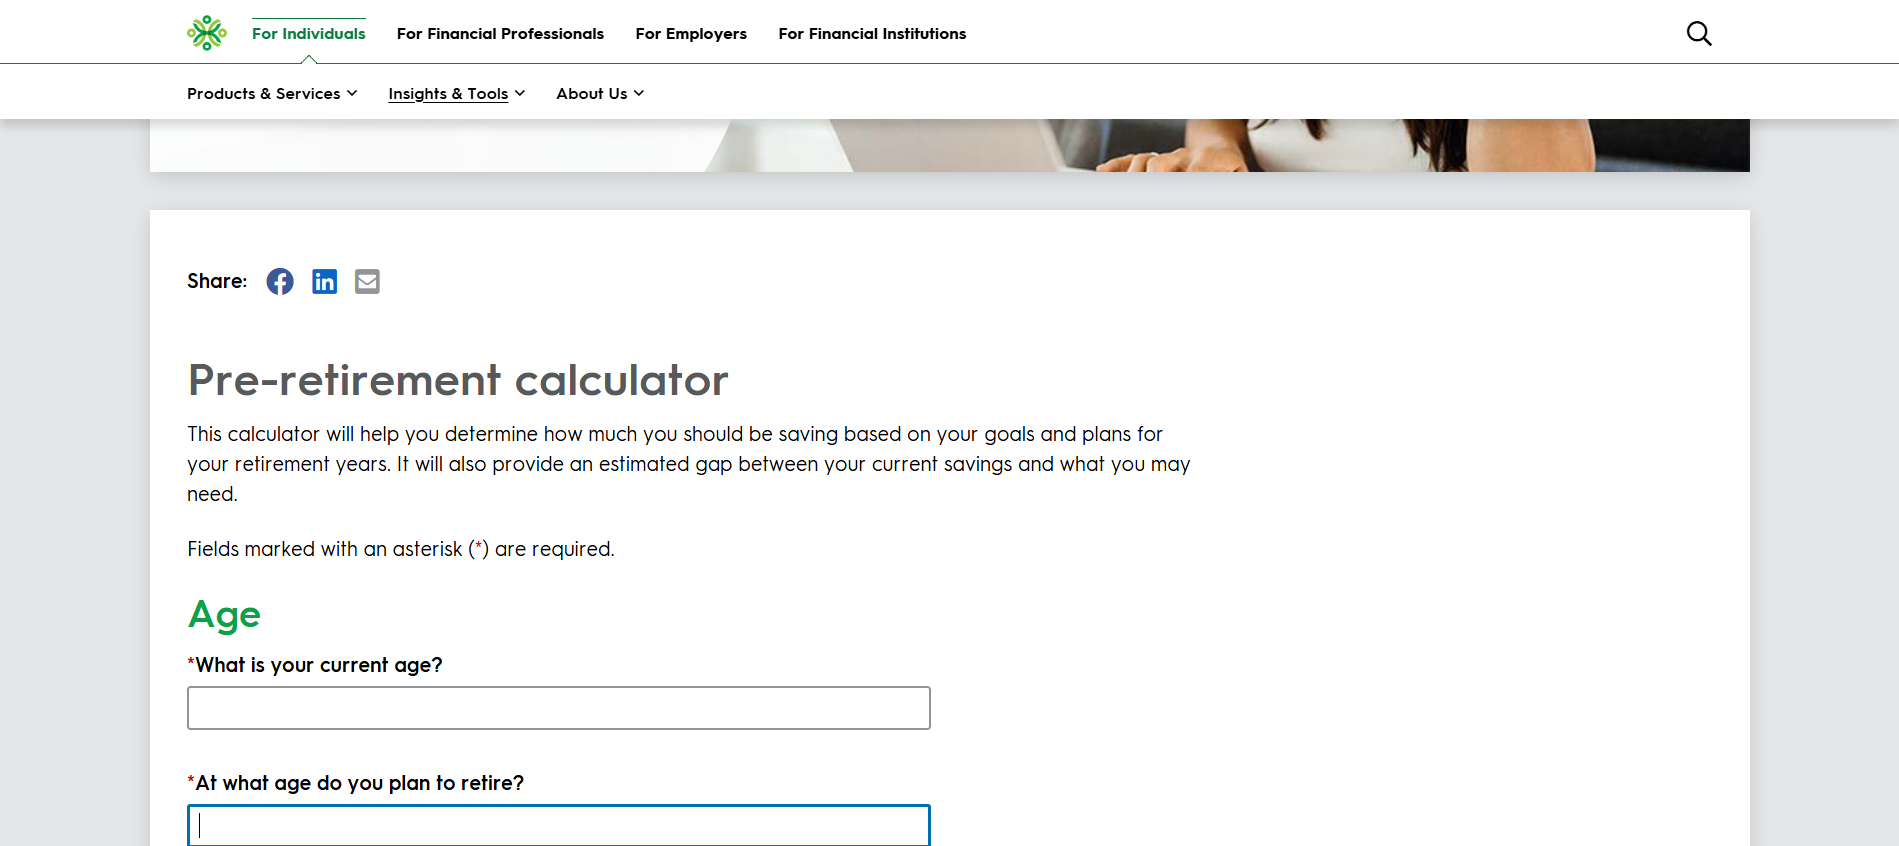 For Individuals For Financial Professionals For Employers For Financial Institutions
Products & Services Insights & Tools About Us
Share:
Pre-retirement calculator
This calculator will help you determine how much you should be saving based on your goals and plans for
your retirement years. It will also provide an estimated gap between your current savings and what you may
need.
Fields marked with an asterisk (*) are required.
Age
*What is your current age?
*At what age do you plan to retire?